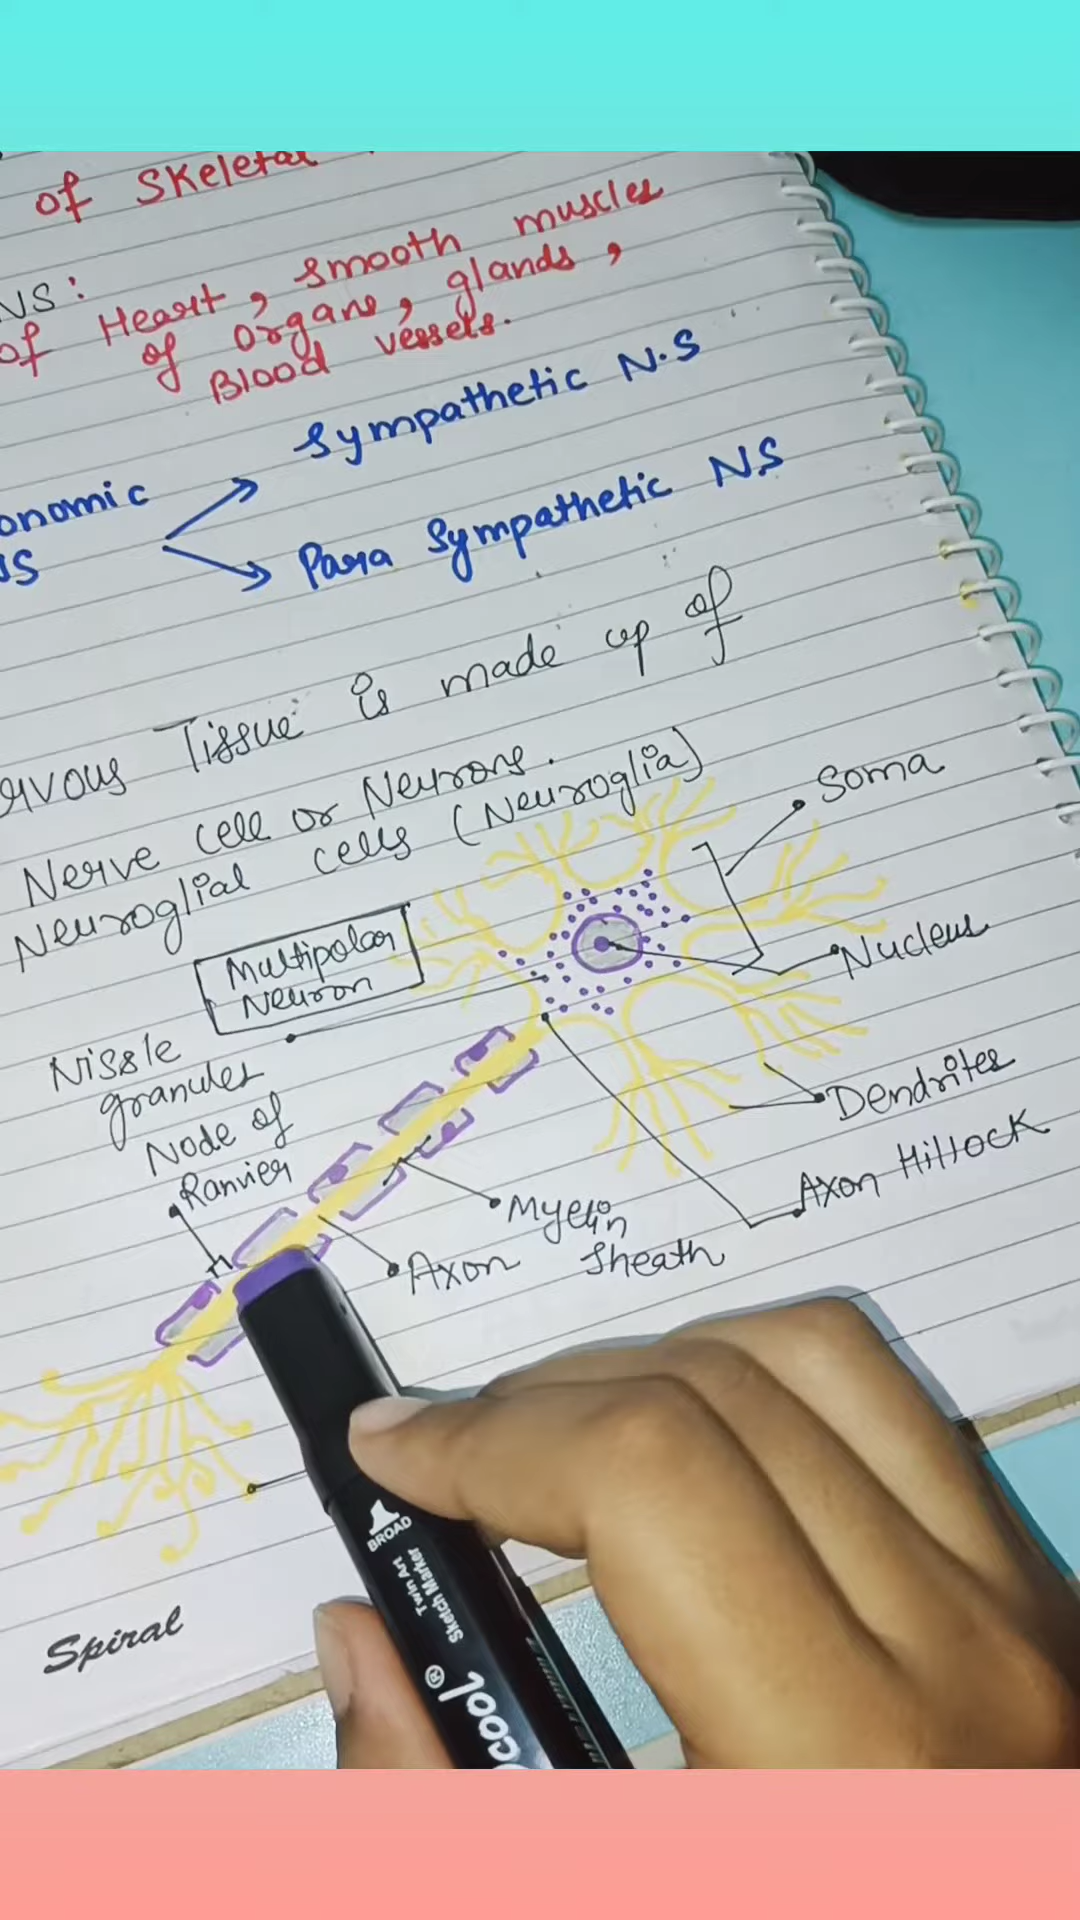 of Skeletal
NS:
of Heart, smooth muscles
of organs, glands,
Blood vessels.
Sympathetic N.S
onomic
NS
Para Sympathetic N.S
ervous Tissue is made up of
Nerve cell or Neurons.
Neuroglial cells (Neuroglia)
Soma
Multipolar
Neuron
Nucleus
Nissle
granules
Dendrites
Node of
Ranvier
Axon Hillock
Myelin
Sheath
Axon
Spiral
BROAD
Twin Art
Sketch Marker
cool®